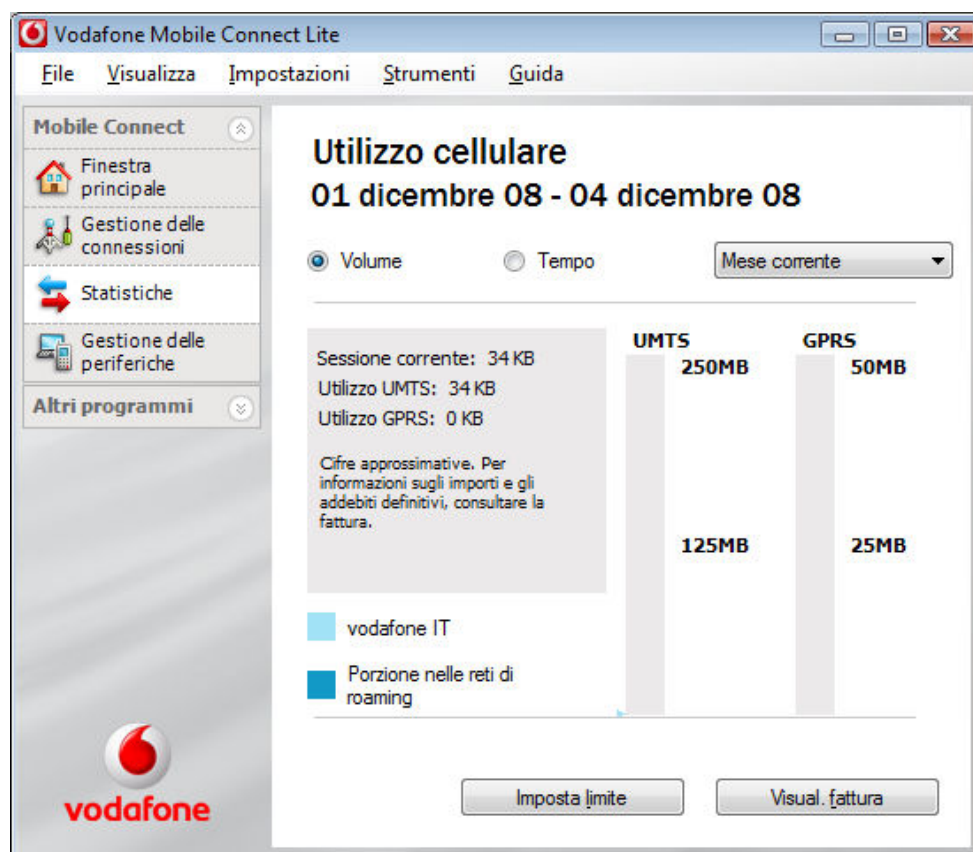 Vodafone Mobile Connect Lite
File Visualizza Impostazioni Strumenti Guida
Mobile Connect
Finestra
principale
Gestione delle
connessioni
Statistiche
Gestione delle
periferiche
Altri programmi
vodafone
Utilizzo cellulare
01 dicembre 08 - 04 dicembre 08
Volume Tempo Mese corrente
Sessione corrente: 34 KB
Utilizzo UMTS: 34 KB
Utilizzo GPRS: 0 KB
Cifre approssimative. Per
informazioni sugli importi e gli
addebiti definitivi, consultare la
fattura.
UMTS GPRS
250MB 50MB
125MB 25MB
vodafone IT
Porzione nelle reti di
roaming
Imposta limite Visual. fattura